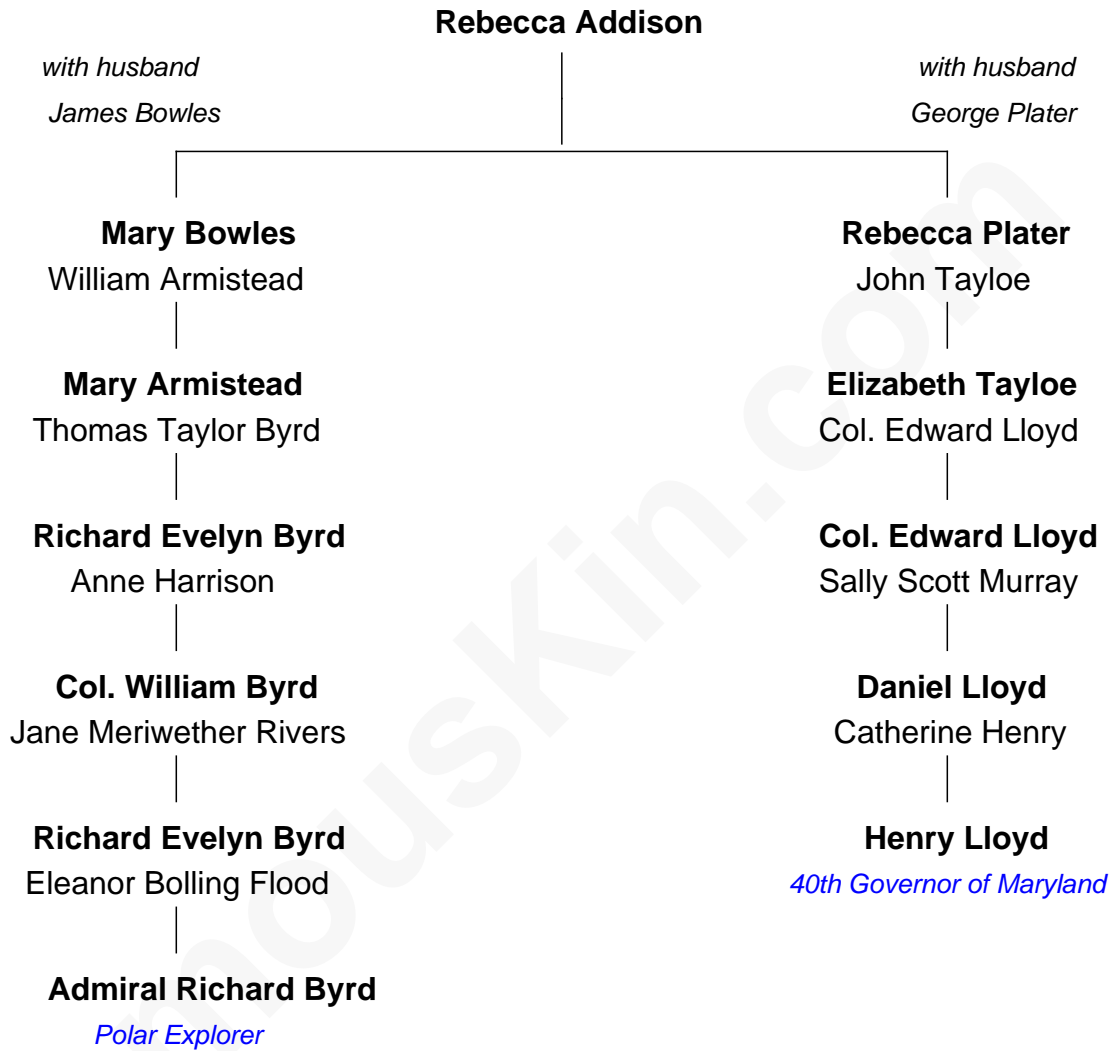 Rebecca Addison
with husband
James Bowles
with husband
George Plater
Mary Bowles
William Armistead
Rebecca Plater
John Tayloe
Mary Armistead
Thomas Taylor Byrd
Elizabeth Tayloe
Col. Edward Lloyd
Richard Evelyn Byrd
Anne Harrison
Col. Edward Lloyd
Sally Scott Murray
Col. William Byrd
Jane Meriwether Rivers
Daniel Lloyd
Catherine Henry
Richard Evelyn Byrd
Eleanor Bolling Flood
Henry Lloyd
40th Governor of Maryland
Admiral Richard Byrd
Polar Explorer
mouskin.com